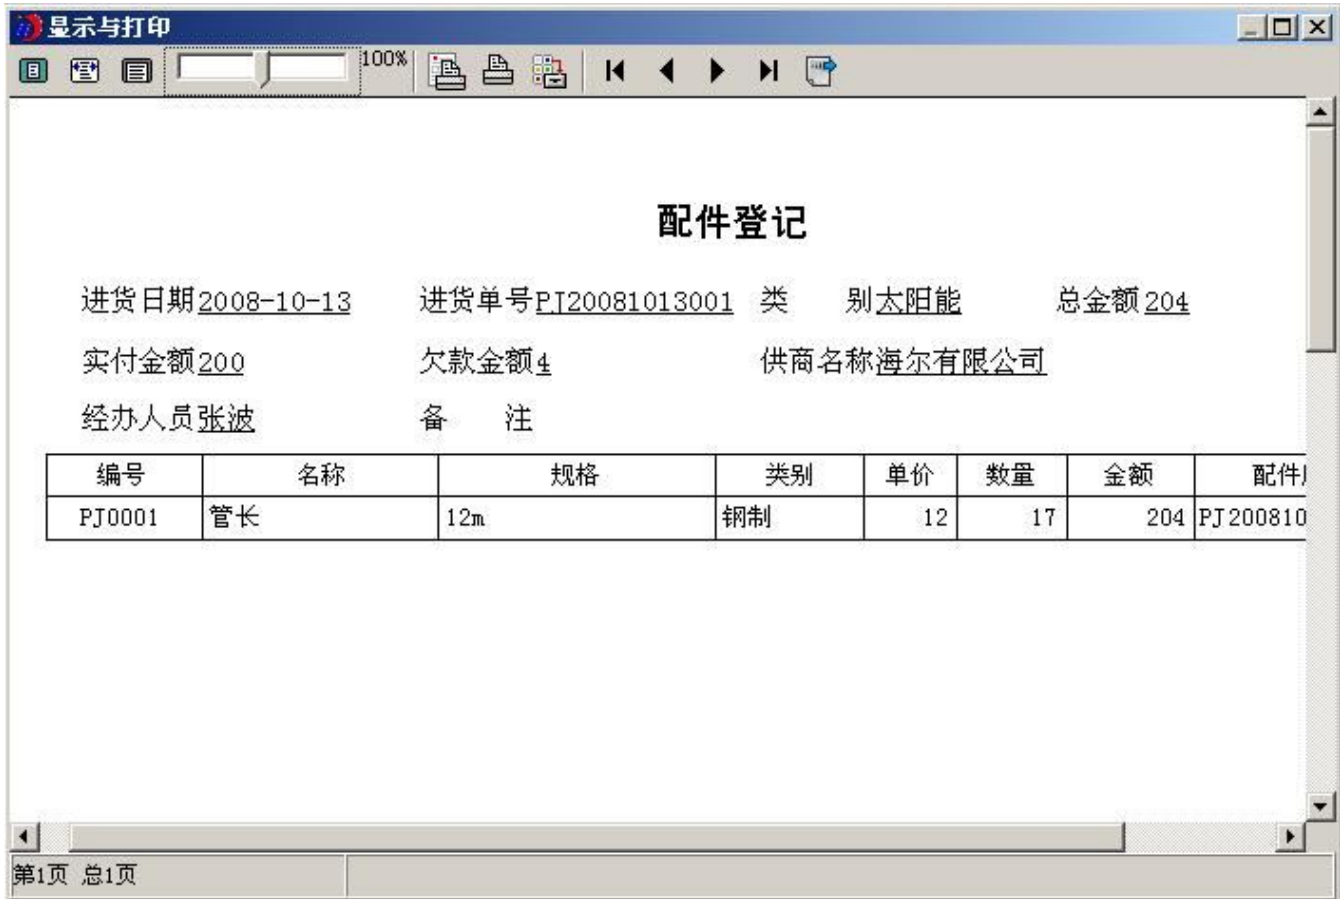 显示与打印
100%
配件登记
进货日期2008-10-13 进货单号PJ20081013001 类 别太阳能 总金额204
实付金额200 欠款金额4 供商名称海尔有限公司
经办人员张波 备 注
编号 名称 规格 类别 单价 数量 金额 配件
PJ0001 管长 12m 钢制 12 17 204 PJ200810
第1页 总1页